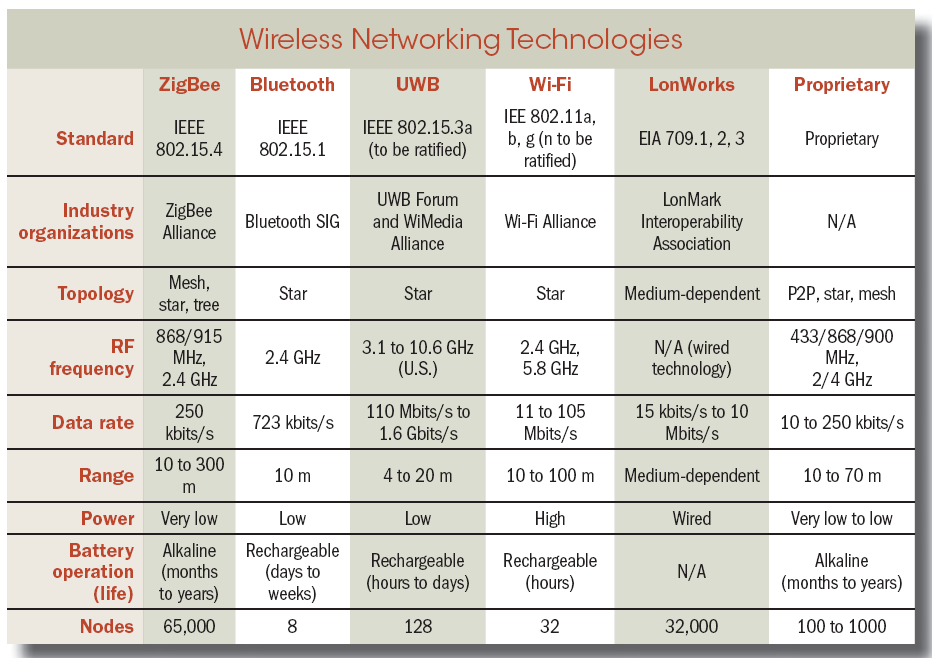 Wireless Networking Technologies
ZigBee Bluetooth UWB Wi-Fi LonWorks Proprietary
Standard
IEEE
802.15.4
IEEE
802.15.1
IEEE 802.15.3a
(to be ratified)
IEE 802.11a,
b, g (n to be
ratified)
EIA 709.1, 2, 3
Proprietary
Industry
organizations
ZigBee
Alliance
Bluetooth SIG
UWB Forum
and WiMedia
Alliance
Wi-Fi Alliance
LonMark
Interoperability
Association
N/A
Topology
Mesh,
star, tree
Star
Star
Star
Medium-dependent
P2P, star, mesh
RF
frequency
868/915
MHz,
2.4 GHz
2.4 GHz
3.1 to 10.6 GHz
(U.S.)
2.4 GHz,
5.8 GHz
N/A (wired
technology)
433/868/900
MHz,
2/4 GHz
Data rate
250
kbits/s
723 kbits/s
110 Mbits/s to
1.6 Gbits/s
11 to 105
Mbits/s
15 kbits/s to 10
Mbits/s
10 to 250 kbits/s
Range
10 to 300
m
10 m
4 to 20 m
10 to 100 m
Medium-dependent
10 to 70 m
Power
Very low
Low
Low
High
Wired
Very low to low
Battery
operation
(life)
Alkaline
(months
to years)
Rechargeable
(days to
weeks)
Rechargeable
(hours to days)
Rechargeable
(hours)
N/A
Alkaline
(months to years)
Nodes
65,000
8
128
32
32,000
100 to 1000